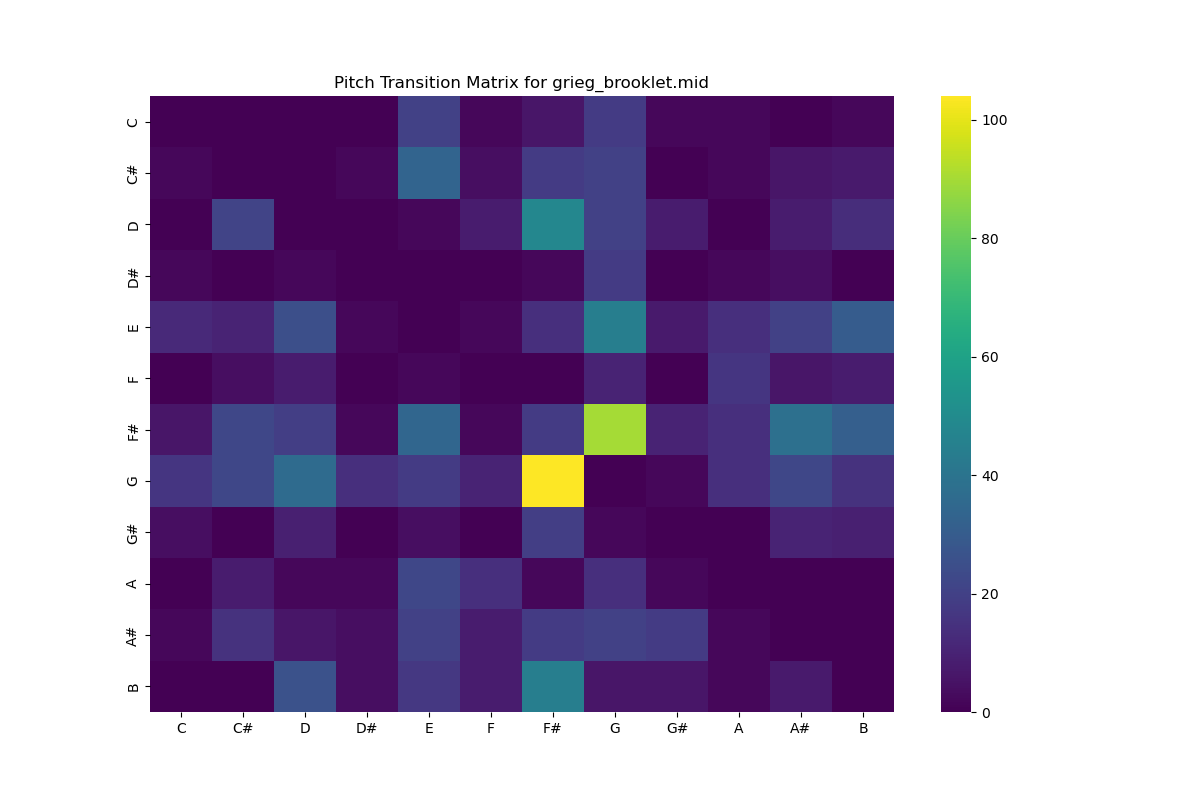 Pitch Transition Matrix for grieg_brooklet.mid
C
C#
D
D#
E
F
F#
G
G#
A
A#
B
C C# D D# E F F# G G# A A# B
100
80
60
40
20
0